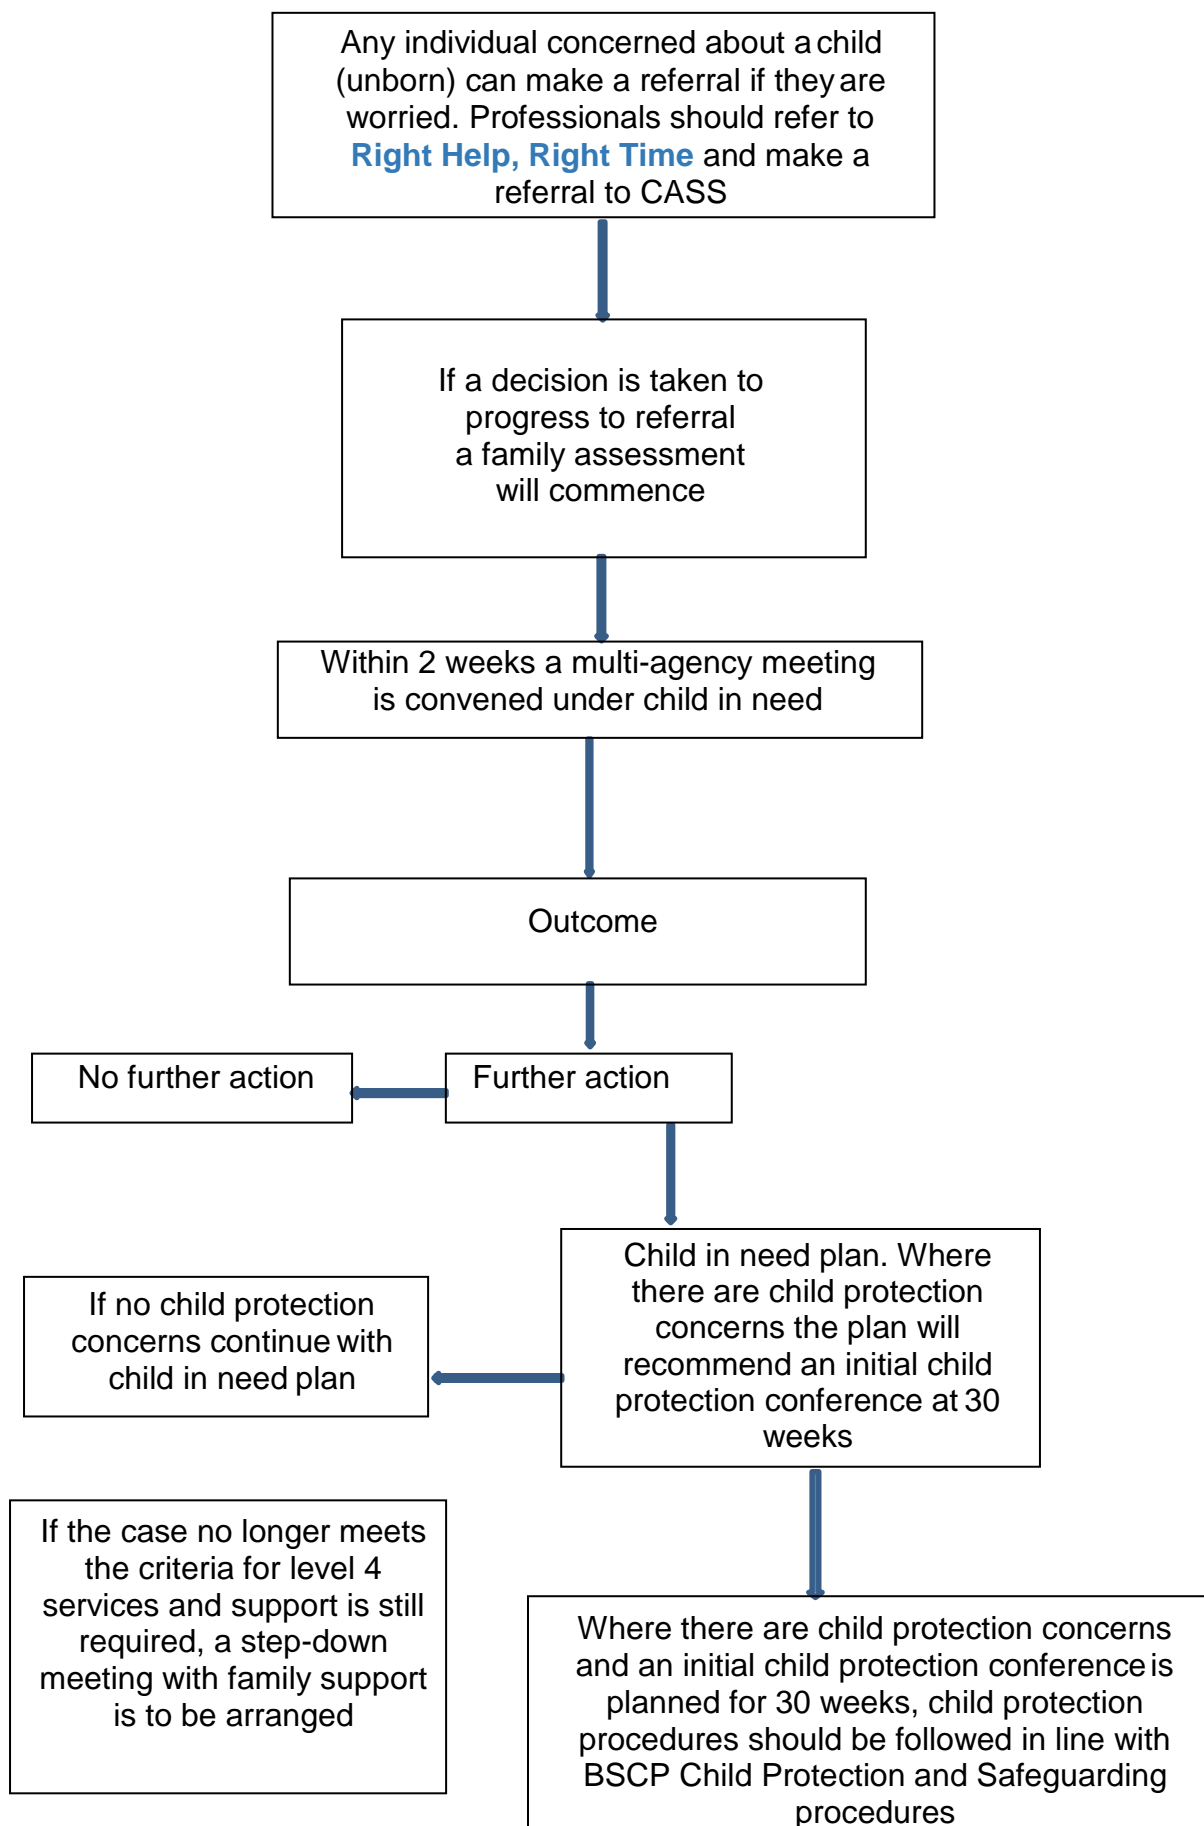 Any individual concerned about a child
(unborn) can make a referral if they are
worried. Professionals should refer to
Right Help, Right Time and make a
referral to CASS
If a decision is taken to
progress to referral
a family assessment
will commence
Within 2 weeks a multi-agency meeting
is convened under child in need
Outcome
No further action
Further action
Child in need plan. Where
there are child protection
concerns the plan will
recommend an initial child
protection conference at 30
weeks
If no child protection
concerns continue with
child in need plan
If the case no longer meets
the criteria for level 4
services and support is still
required, a step-down
meeting with family support
is to be arranged
Where there are child protection concerns
and an initial child protection conference is
planned for 30 weeks, child protection
procedures should be followed in line with
BSCP Child Protection and Safeguarding
procedures